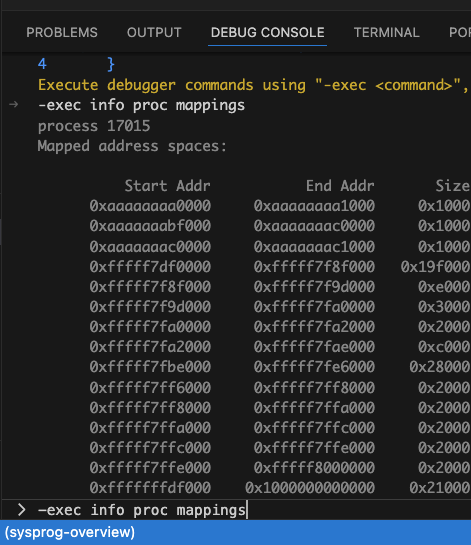 PROBLEMS OUTPUT DEBUG CONSOLE TERMINAL
4 }
Execute debugger commands using "-exec <command>",
→ -exec info proc mappings
process 17015
Mapped address spaces:
Start Addr End Addr Size
0xaaaaaaaa0000 0xaaaaaaaa1000 0x1000
0xaaaaaaabf000 0xaaaaaaac0000 0x1000
0xaaaaaaac0000 0xaaaaaaac1000 0x1000
0xfffff7df0000 0xfffff7f8f000 0x19f000
0xfffff7f8f000 0xfffff7f9d000 0xe000
0xfffff7f9d000 0xfffff7fa0000 0x3000
0xfffff7fa0000 0xfffff7fa2000 0x2000
0xfffff7fa2000 0xfffff7fae000 0xc000
0xfffff7fbe000 0xfffff7fe6000 0x28000
0xfffff7ff6000 0xfffff7ff8000 0x2000
0xfffff7ff8000 0xfffff7ffa000 0x2000
0xfffff7ffa000 0xfffff7ffc000 0x2000
0xfffff7ffc000 0xfffff7ffe000 0x2000
0xfffff7ffe000 0xfffff8000000 0x2000
0xfffffffdf000 0x1000000000000 0x21000
> -exec info proc mappings
(sysprog-overview)